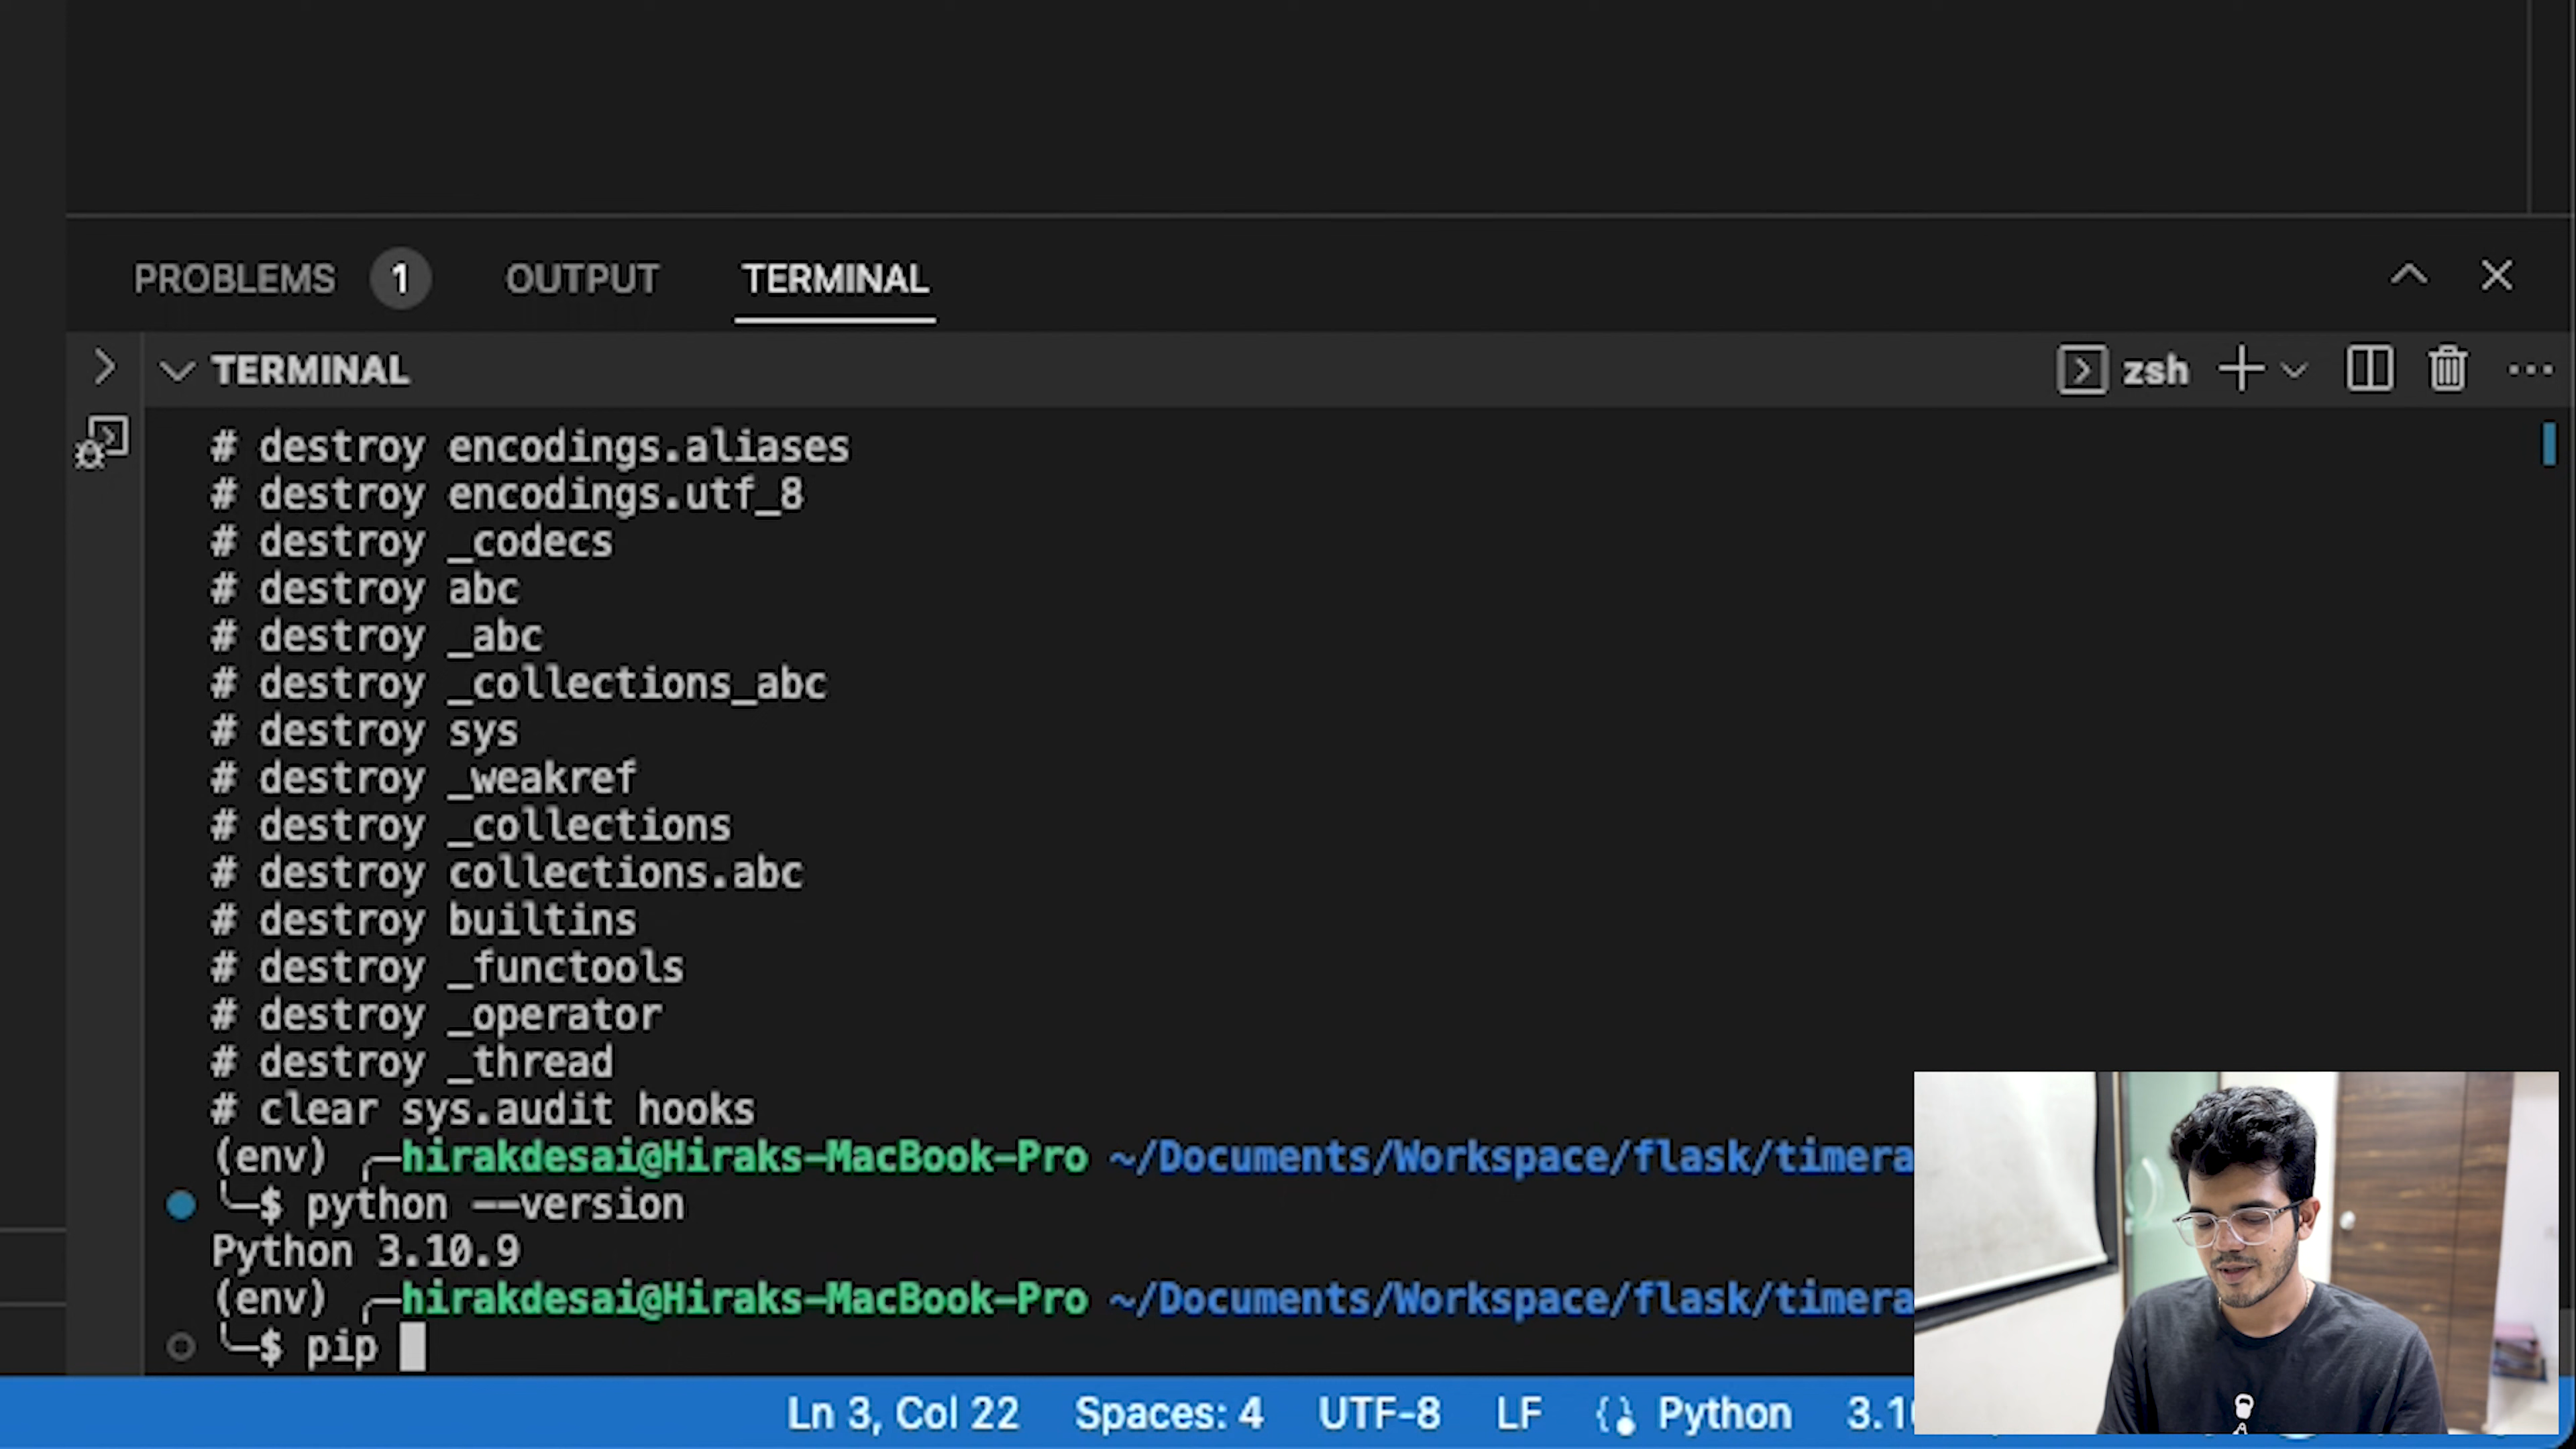 PROBLEMS 1 OUTPUT TERMINAL
TERMINAL zsh
# destroy encodings.aliases
# destroy encodings.utf_8
# destroy _codecs
# destroy abc
# destroy _abc
# destroy _collections_abc
# destroy sys
# destroy _weakref
# destroy _collections
# destroy collections.abc
# destroy builtins
# destroy _functools
# destroy _operator
# destroy _thread
# clear sys.audit hooks
(env) ╭─hirakdesai@Hiraks-MacBook-Pro ~/Documents/Workspace/flask/timera
╰─$ python --version
Python 3.10.9
(env) ╭─hirakdesai@Hiraks-MacBook-Pro ~/Documents/Workspace/flask/timera
╰─$ pip
Ln 3, Col 22 Spaces: 4 UTF-8 LF Python 3.1